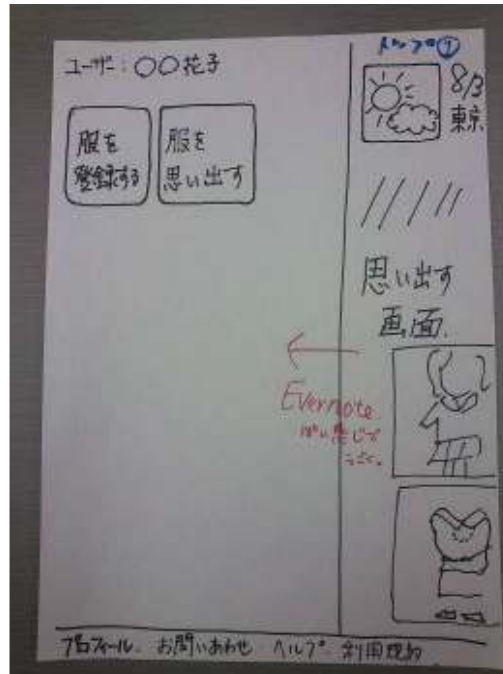 トップ①
ユーザー：〇〇花子
8/3
東京
服を
登録する
服を
思い出す
思い出す
画面.
Evernote
ぽい感じで
うごく。
プロフィール. お問いあわせ ヘルプ. 利用規約